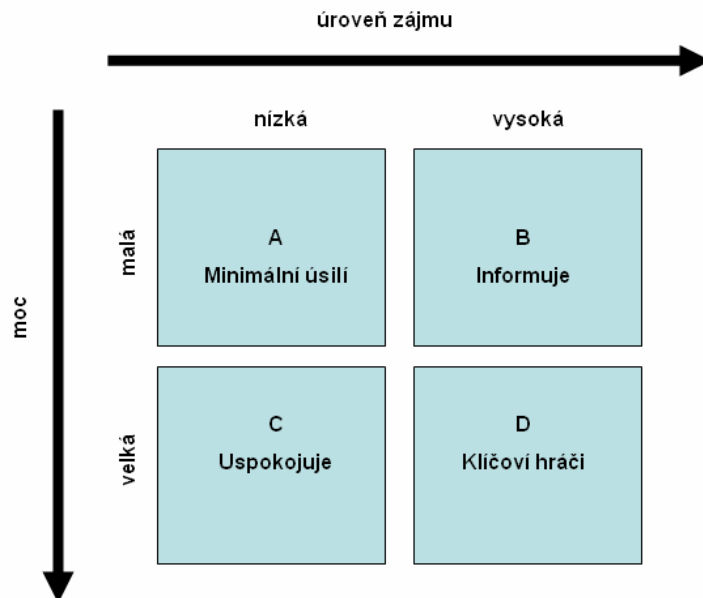 úroveň zájmu
nízká
vysoká
malá
A
Minimální úsilí
B
Informuje
moc
velká
C
Uspokojuje
D
Klíčoví hráči